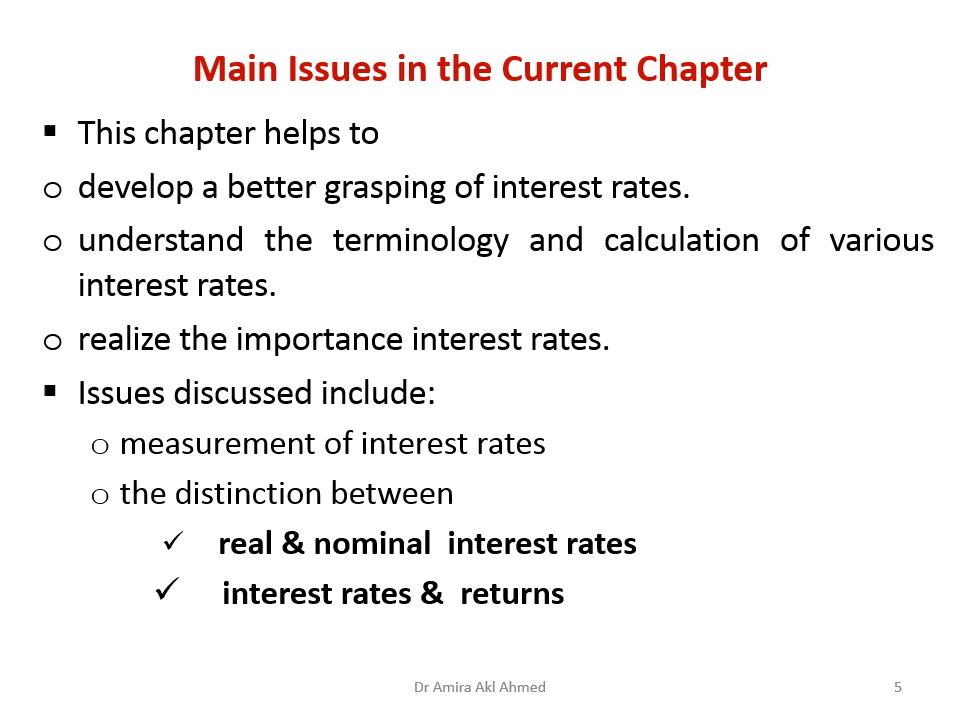 Main Issues in the Current Chapter
▪ This chapter helps to
o develop a better grasping of interest rates.
o understand the terminology and calculation of various
interest rates.
o realize the importance interest rates.
▪ Issues discussed include:
o measurement of interest rates
o the distinction between
✓ real & nominal interest rates
✓ interest rates & returns
Dr Amira Akl Ahmed
5